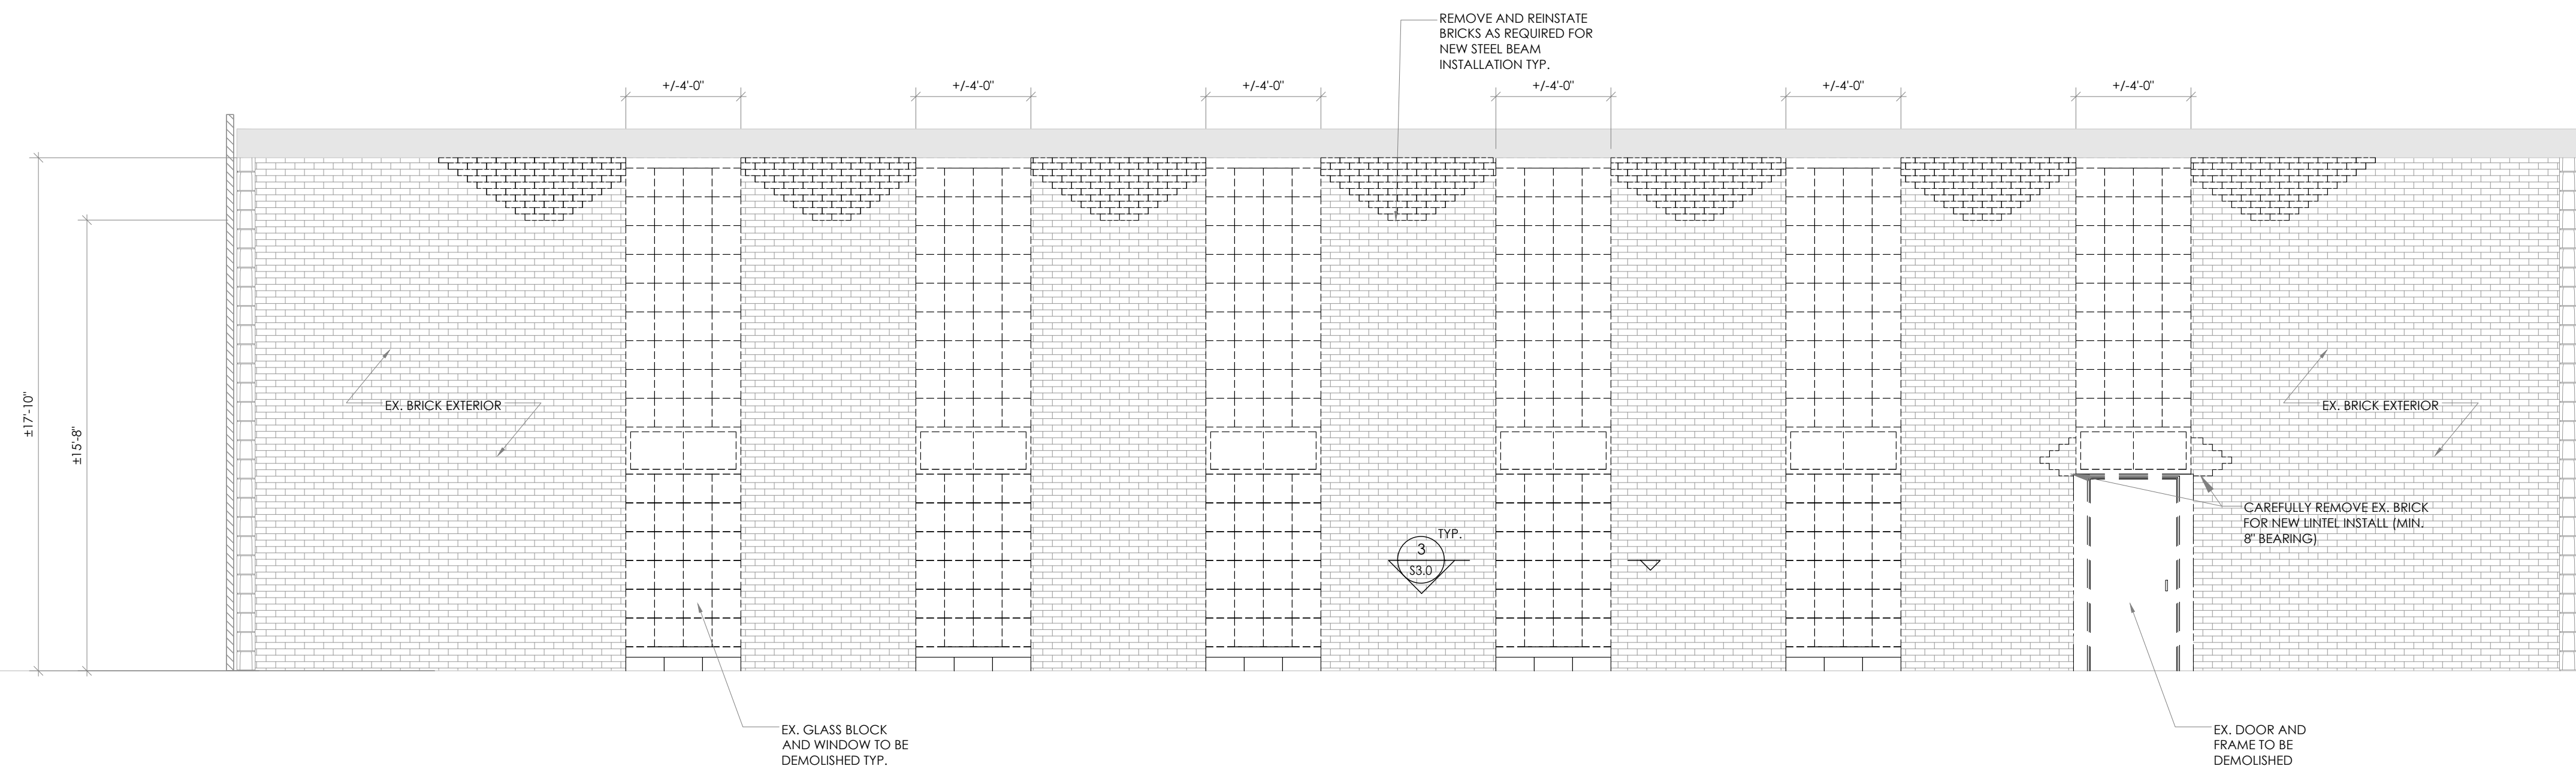 REMOVE AND REINSTATE
BRICKS AS REQUIRED FOR
NEW STEEL BEAM
INSTALLATION TYP.
+/-4'-0"
+/-4'-0"
+/-4'-0"
+/-4'-0"
+/-4'-0"
+/-4'-0"
±17'-10"
±15'-8"
EX. BRICK EXTERIOR
EX. BRICK EXTERIOR
CAREFULLY REMOVE EX. BRICK
FOR NEW LINTEL INSTALL (MIN.
8" BEARING)
TYP.
3
S3.0
EX. GLASS BLOCK
AND WINDOW TO BE
DEMOLISHED TYP.
EX. DOOR AND
FRAME TO BE
DEMOLISHED